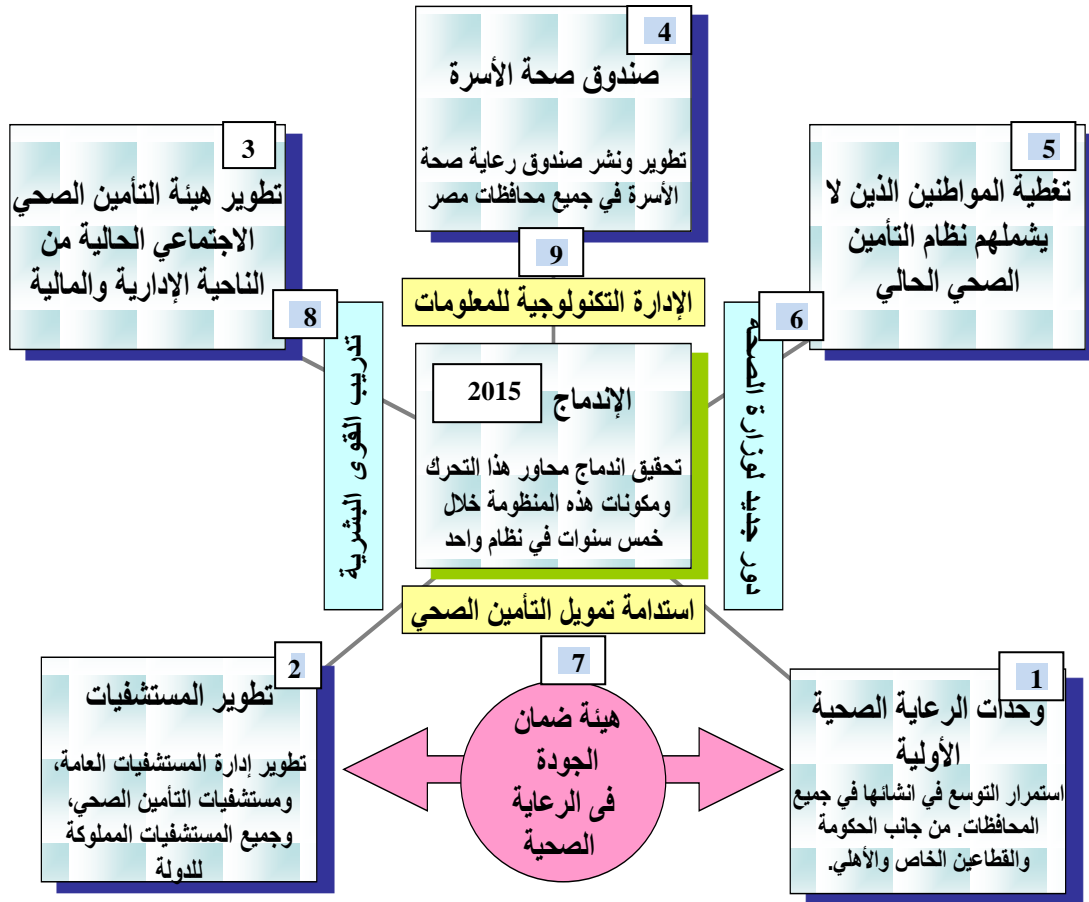 4
صندوق صحة الأسرة
تطوير ونشر صندوق رعاية صحة
الأسرة في جميع محافظات مصر
5
تغطية المواطنين الذين لا
يشملهم نظام التأمين
الصحي الحالي
3
تطوير هيئة التأمين الصحي
الاجتماعي الحالية من
الناحية الإدارية والمالية
9
الإدارة التكنولوجية للمعلومات
6
دور جديد لوزارة الصحة
8
تدريب القوى البشرية
الإندماج 2015
تحقيق اندماج محاور هذا التحرك
ومكونات هذه المنظومة خلال
خمس سنوات في نظام واحد
استدامة تمويل التأمين الصحي
7
هيئة ضمان
الجودة
فى الرعاية
الصحية
1
وحدات الرعاية الصحية
الأولية
استمرار التوسع في انشائها في جميع
المحافظات. من جانب الحكومة
والقطاعين الخاص والأهلي.
2
تطوير المستشفيات
تطوير إدارة المستشفيات العامة،
ومستشفيات التأمين الصحي،
وجميع المستشفيات المملوكة
للدولة